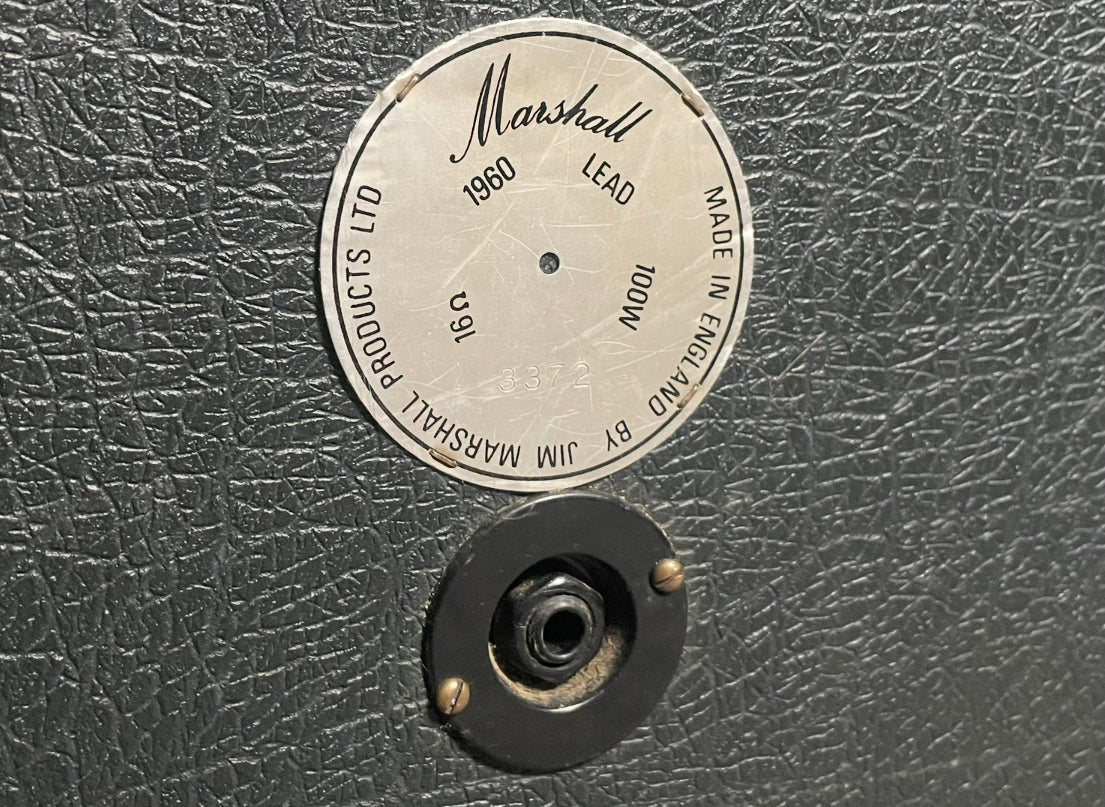 Marshall
1960 LEAD
16Ω 100W
3372
MADE IN ENGLAND BY JIM MARSHALL PRODUCTS LTD